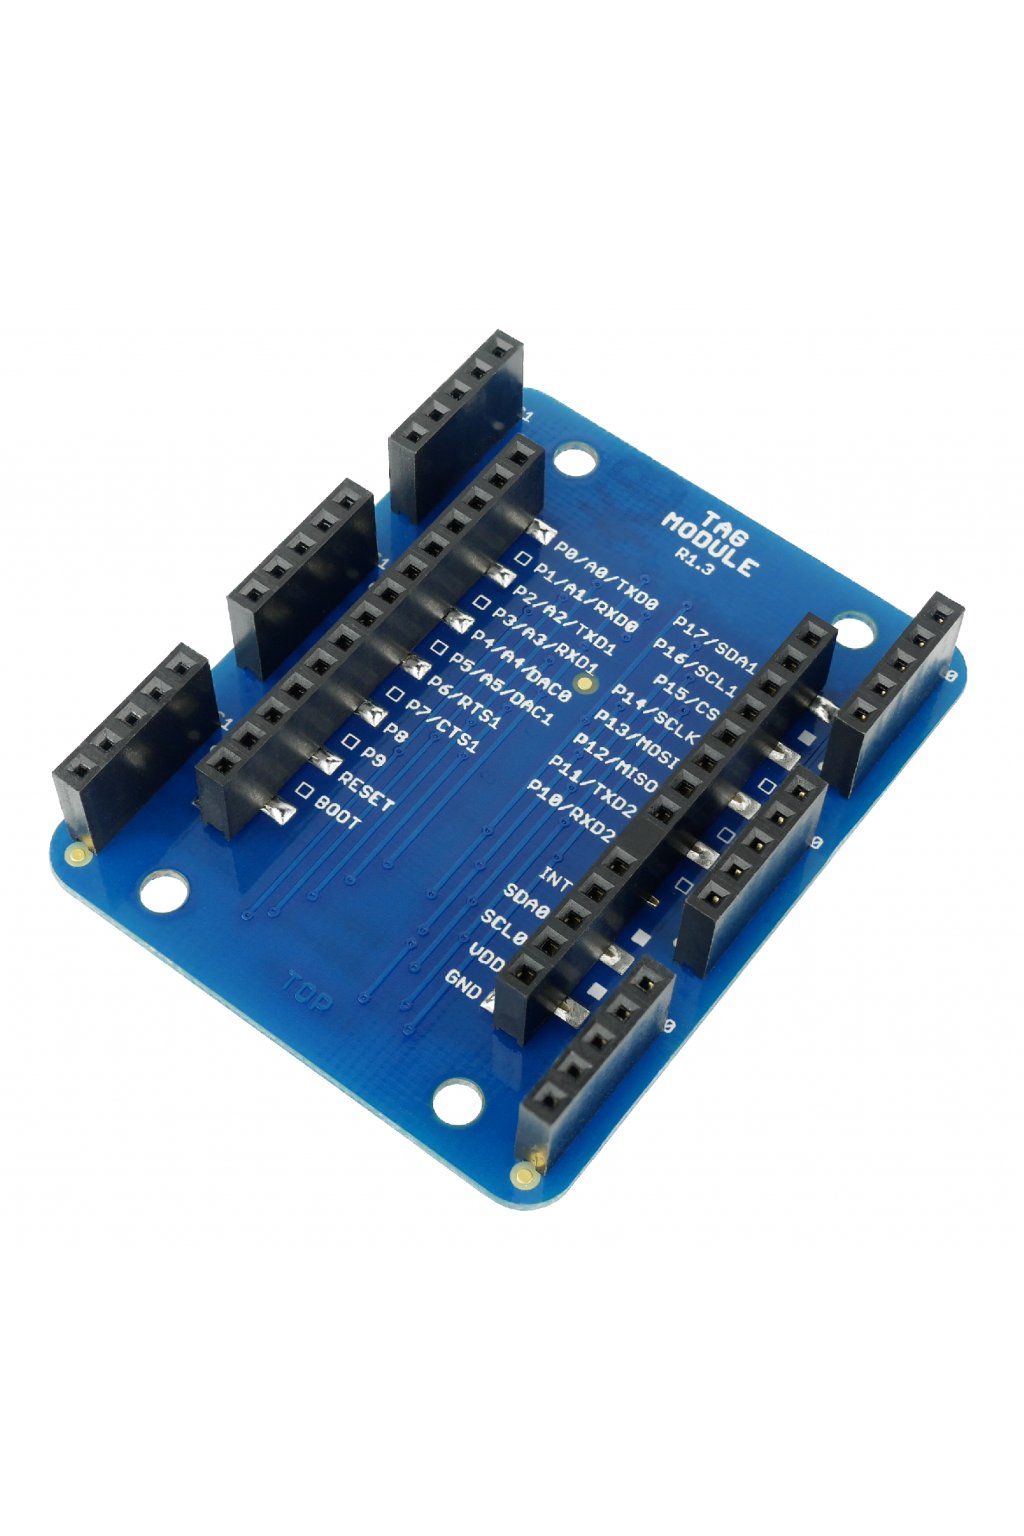 TAG
MODULE
R1.3
P0/A0/TXD0
P1/A1/RXD0
P2/A2/TXD1
P3/A3/RXD1
P4/A4/DAC0
P5/A5/DAC1
P6/RTS1
P7/CTS1
P8
P9
RESET
BOOT
P17/SDA1
P16/SCL1
P15/CS
P14/SCLK
P13/MOSI
P12/MISO
P11/TXD2
P10/RXD2
INT
SDA0
SCL0
VDD
GND
TOP